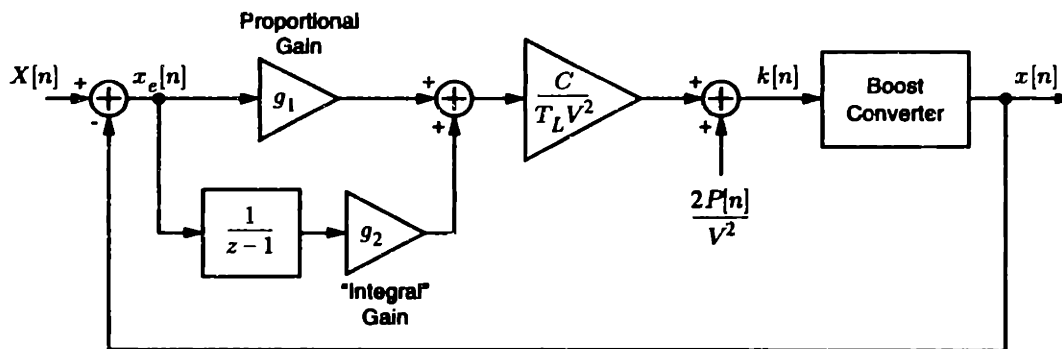 Proportional
Gain
X[n]
+
-
x_e[n]
g_1
+
+
C
T_L V^2
+
+
k[n]
Boost
Converter
x[n]
2P[n]
V^2
1
z − 1
g_2
"Integral"
Gain